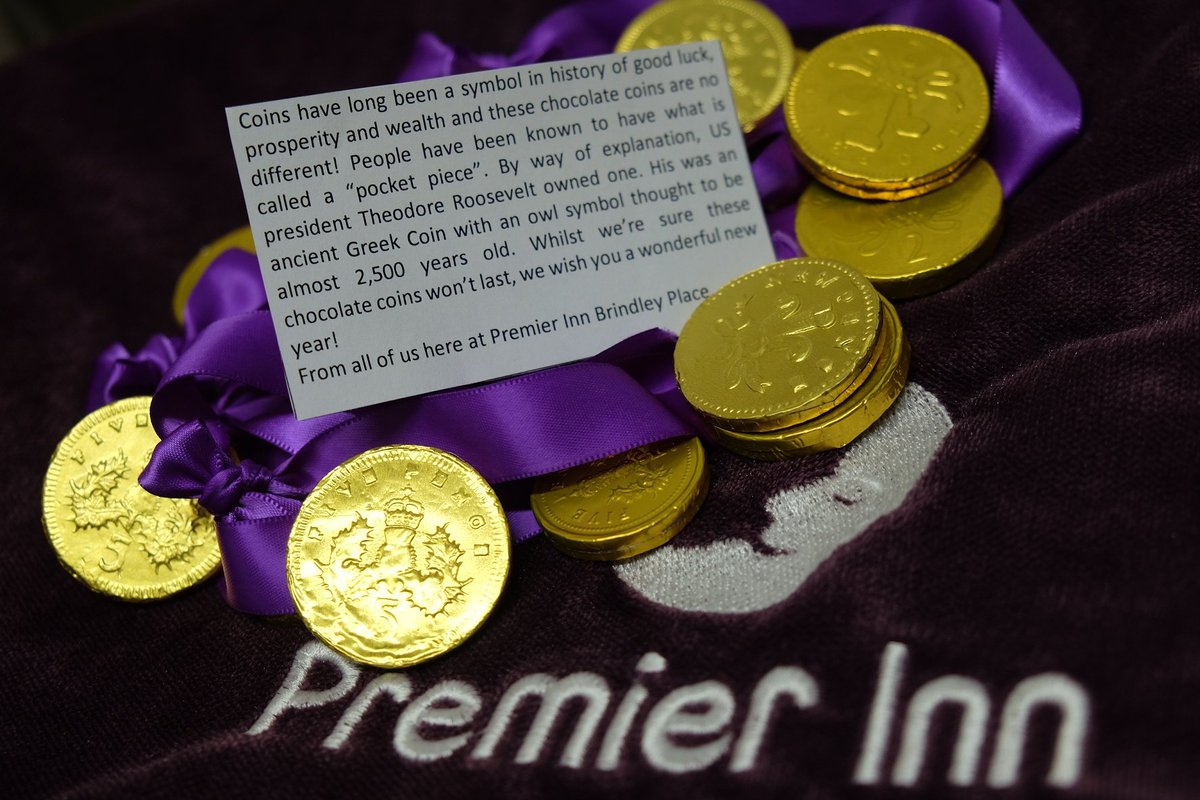 Coins have long been a symbol in history of good luck,
prosperity and wealth and these chocolate coins are no
different! People have been known to have what is
called a “pocket piece”. By way of explanation, US
president Theodore Roosevelt owned one. His was an
ancient Greek Coin with an owl symbol thought to be
almost 2,500 years old. Whilst we’re sure these
chocolate coins won’t last, we wish you a wonderful new
year!
From all of us here at Premier Inn Brindley Place
2
FIVE
Premier Inn